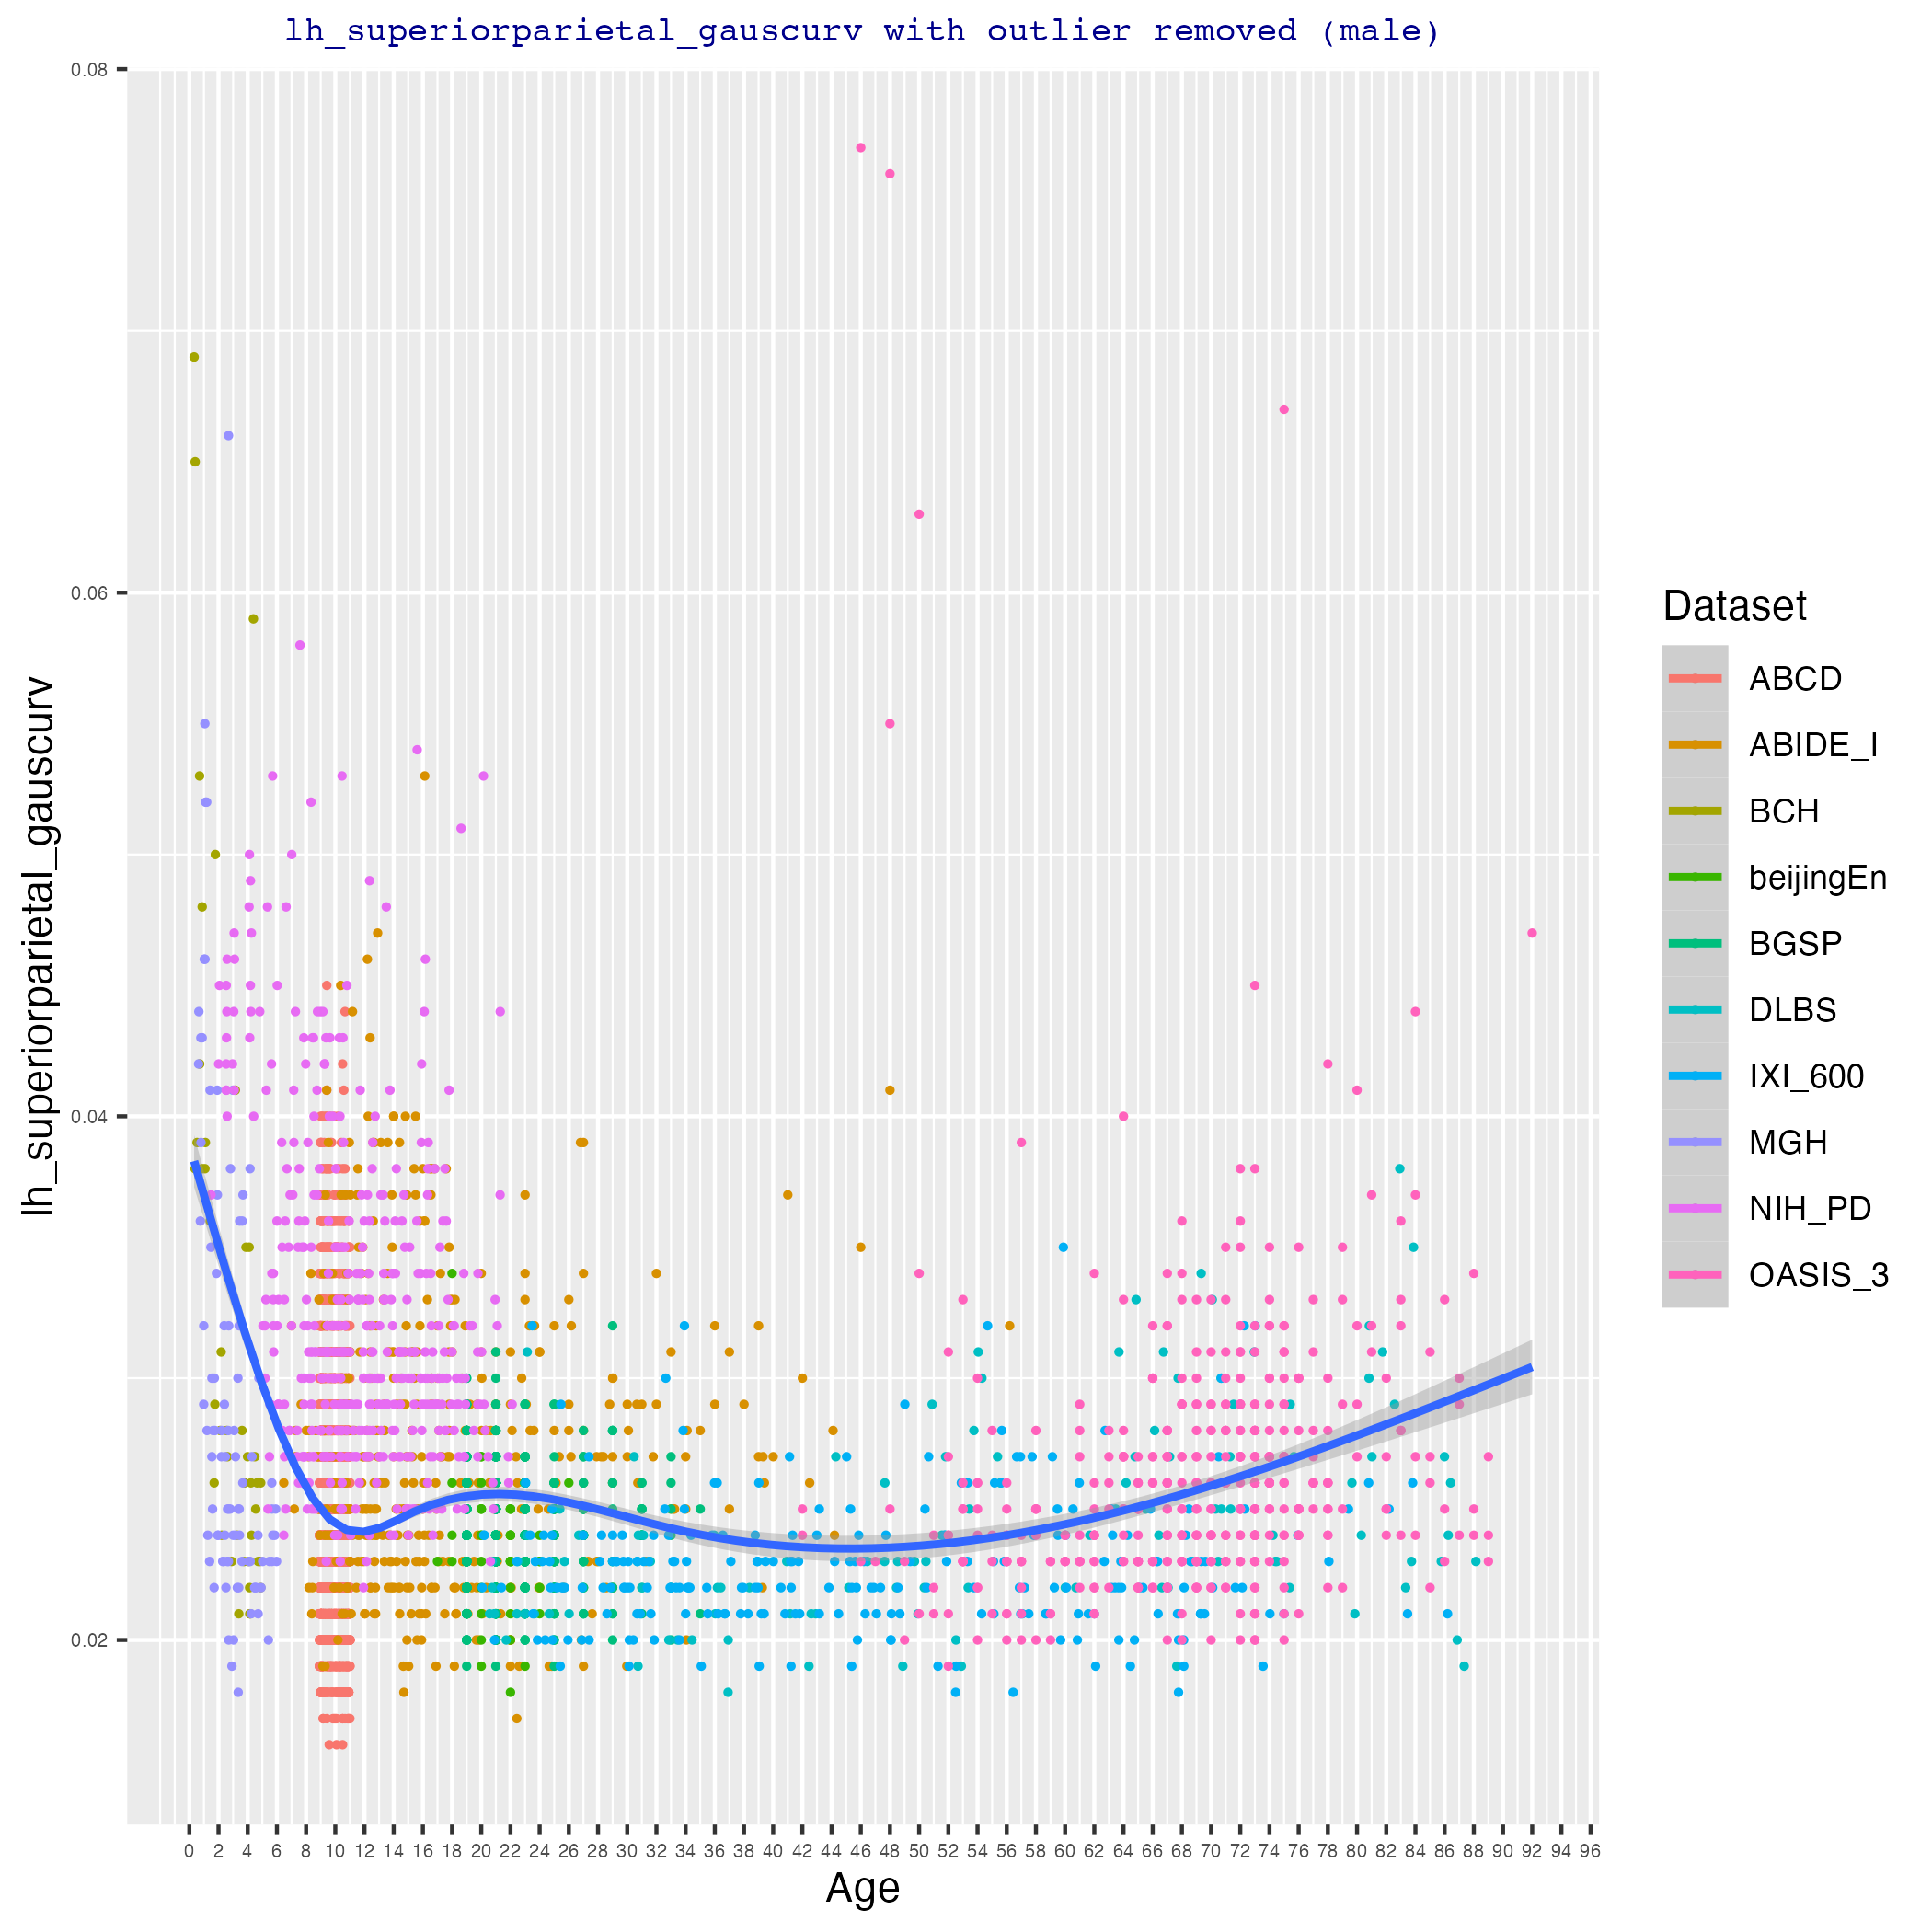 lh_superiorparietal_gauscurv with outlier removed (male)
0.08
0.06
0.04
0.02
lh_superiorparietal_gauscurv
0 2 4 6 8 10 12 14 16 18 20 22 24 26 28 30 32 34 36 38 40 42 44 46 48 50 52 54 56 58 60 62 64 66 68 70 72 74 76 78 80 82 84 86 88 90 92 94 96
Age
Dataset
ABCD
ABIDE_I
BCH
beijingEn
BGSP
DLBS
IXI_600
MGH
NIH_PD
OASIS_3